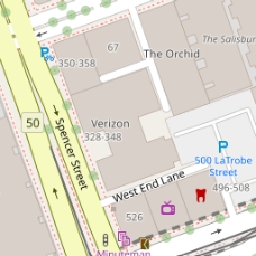 The Salisbury
67
The Orchid
P
350-358
50
Verizon
328-348
Spencer Street
P
500 LaTrobe
Street
496-508
West End Lane
526
Minuteman